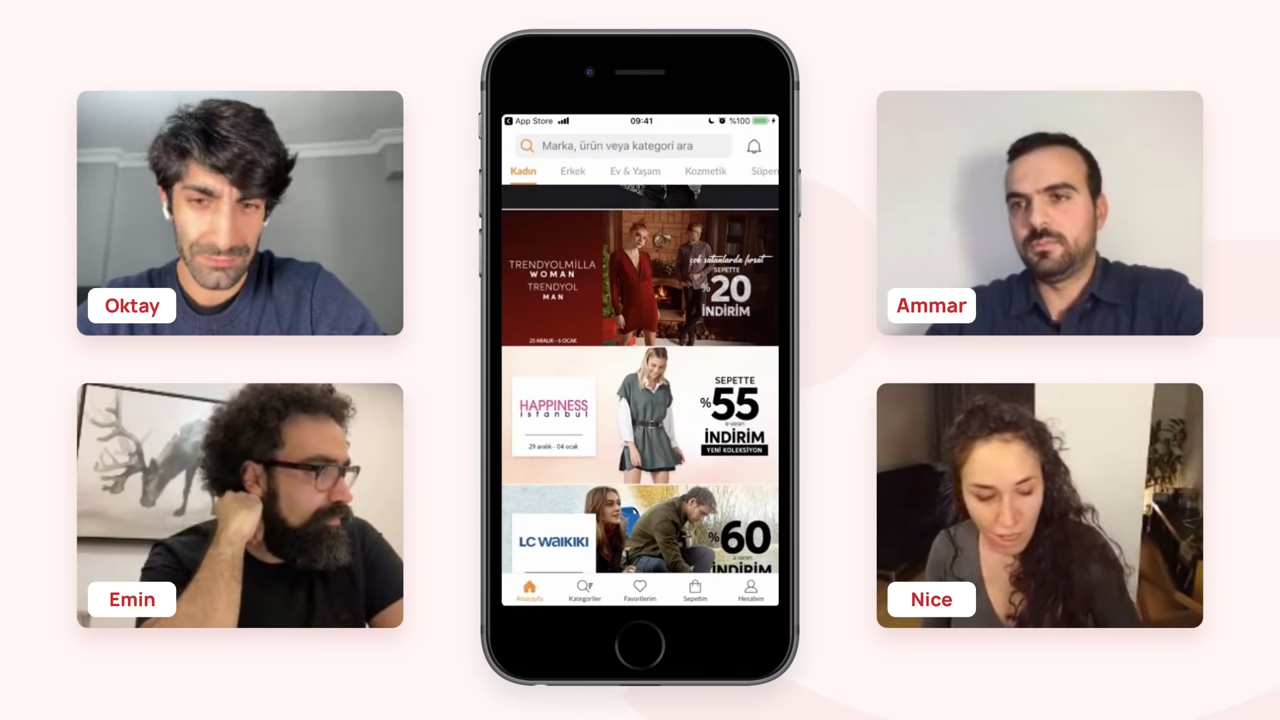 Oktay
Emin
App Store
09:41
%100
Marka, ürün veya kategori ara
Kadın
Erkek
Ev & Yaşam
Kozmetik
Süper
TRENDYOLMİLLA
WOMAN
TRENDYOL
MAN
25 ARALIK - 6 OCAK
çok satanlarda fırsat
SEPETTE
%20
İNDİRİM
HAPPINESS
istanbul
29 aralık - 04 ocak
SEPETTE
%55
İNDİRİM
YENİ KOLEKSİYON
LC WAIKIKI
%60
İNDİRİM
Anasayfa
Kategoriler
Favorilerim
Sepetim
Hesabım
Ammar
Nice